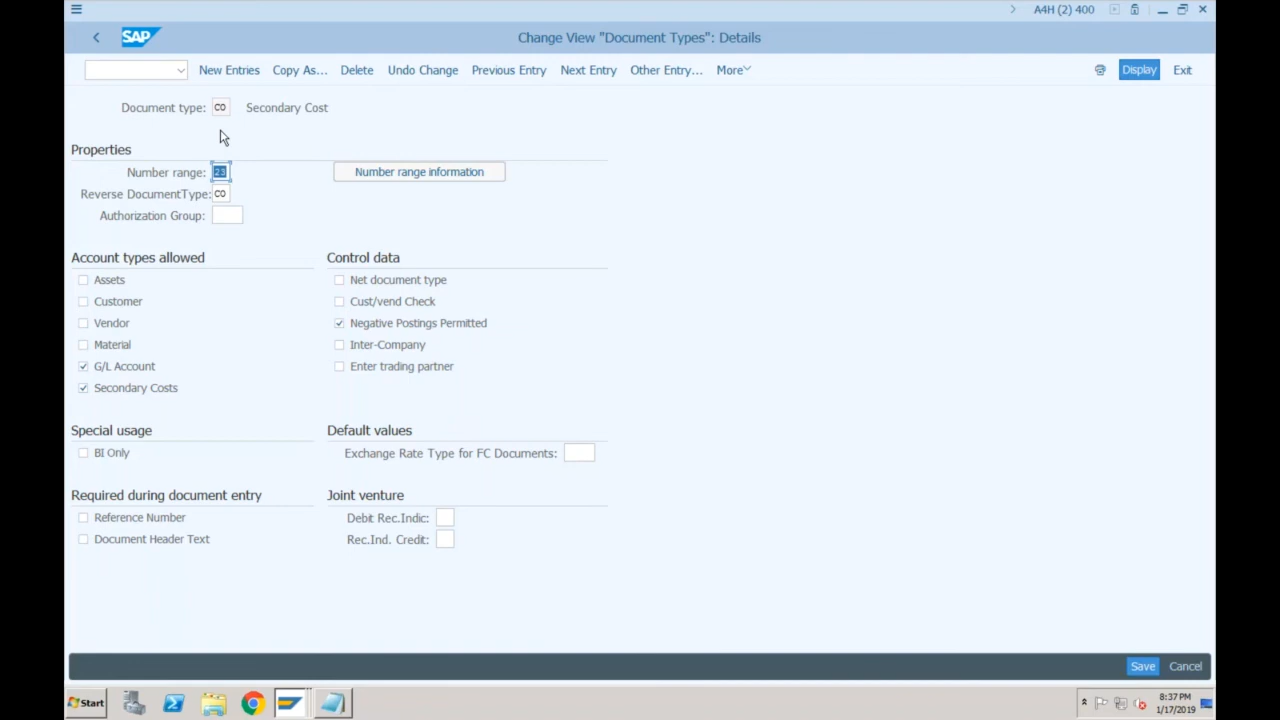 A4H (2) 400
SAP
Change View "Document Types": Details
New Entries Copy As... Delete Undo Change Previous Entry Next Entry Other Entry... More Display Exit
Document type: CO Secondary Cost
Properties
Number range: 23 Number range information
Reverse DocumentType: CO
Authorization Group:
Account types allowed Control data
Assets Net document type
Customer Cust/vend Check
Vendor Negative Postings Permitted
Material Inter-Company
G/L Account Enter trading partner
Secondary Costs
Special usage Default values
BI Only Exchange Rate Type for FC Documents:
Required during document entry Joint venture
Reference Number Debit Rec.Indic:
Document Header Text Rec.Ind. Credit:
Save Cancel
Start 8:37 PM
1/17/2019